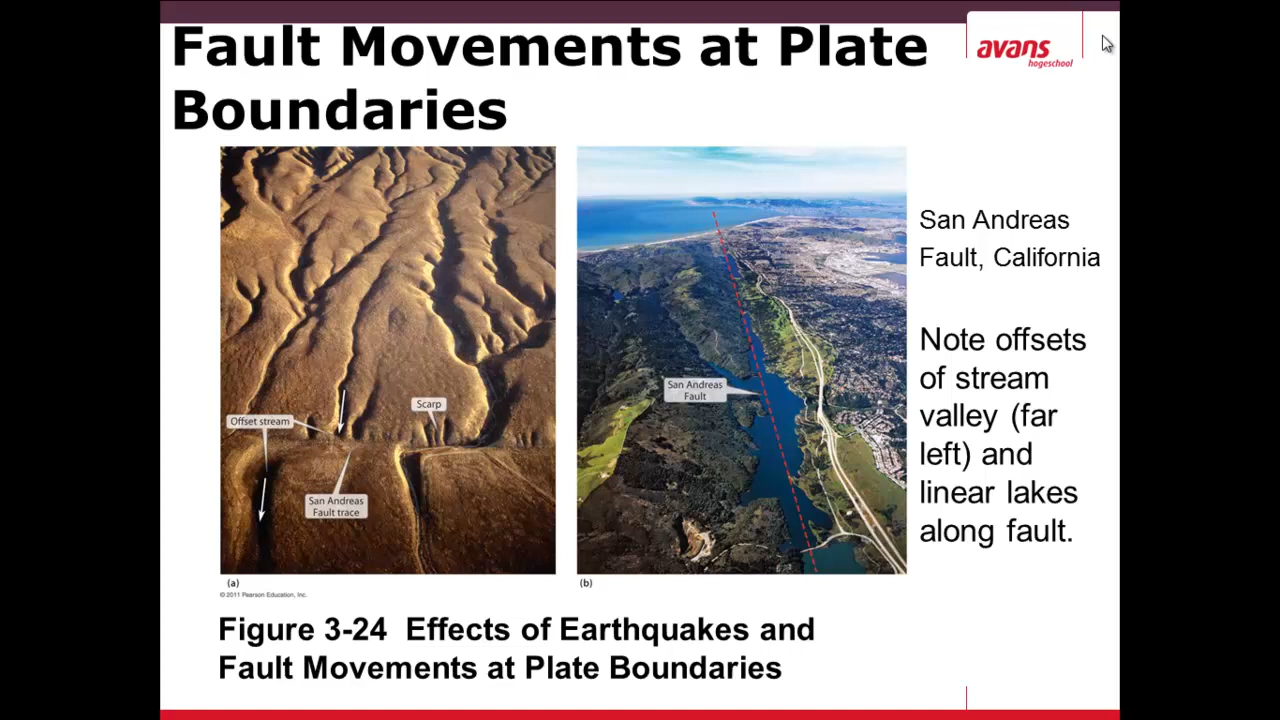 Fault Movements at Plate
Boundaries
avans
hogeschool
Offset stream
Scarp
San Andreas
Fault trace
(a)
© 2011 Pearson Education, Inc.
San Andreas
Fault
(b)
San Andreas
Fault, California
Note offsets
of stream
valley (far
left) and
linear lakes
along fault.
Figure 3-24  Effects of Earthquakes and
Fault Movements at Plate Boundaries